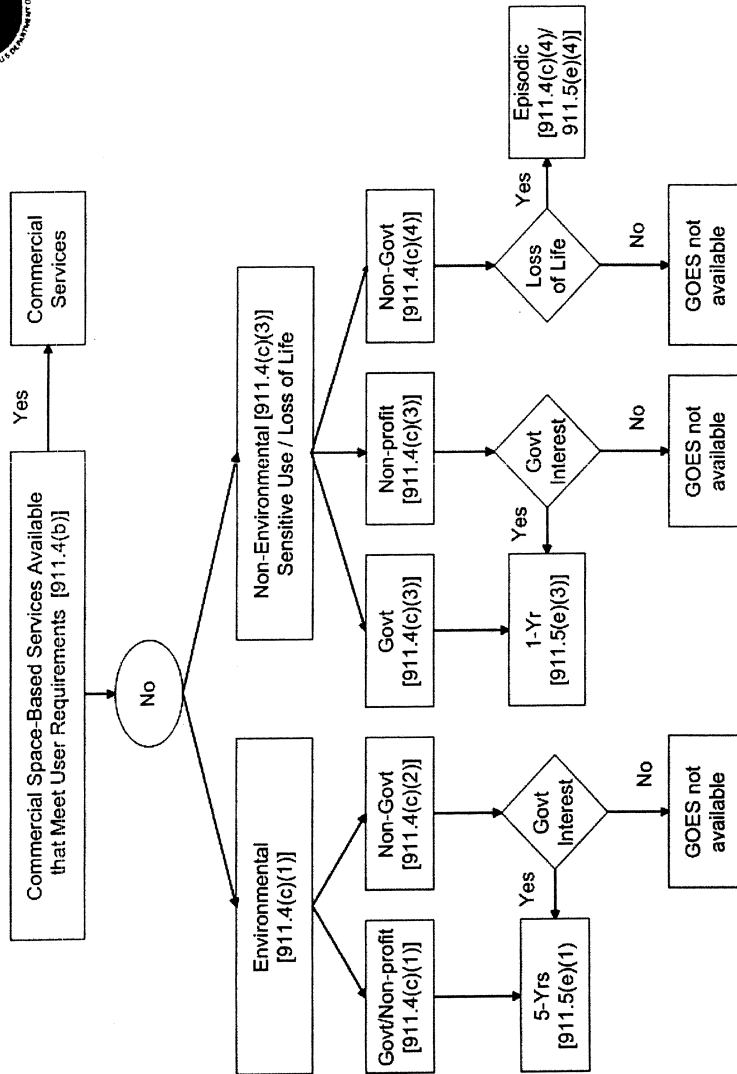 U.S. DEPARTMENT O
Commercial Space-Based Services Available
that Meet User Requirements [911.4(b)]
Yes
Commercial
Services
No
Environmental
[911.4(c)(1)]
Non-Environmental [911.4(c)(3)]
Sensitive Use / Loss of Life
Govt/Non-profit
[911.4(c)(1)]
Non-Govt
[911.4(c)(2)]
Govt
[911.4(c)(3)]
Non-profit
[911.4(c)(3)]
Non-Govt
[911.4(c)(4)]
5-Yrs
[911.5(e)(1)
Yes
Govt
Interest
No
GOES not
available
1-Yr
[911.5(e)(3)]
Yes
Govt
Interest
No
GOES not
available
Loss
of Life
Yes
Episodic
[911.4(c)(4)/
911.5(e)(4)]
No
GOES not
available